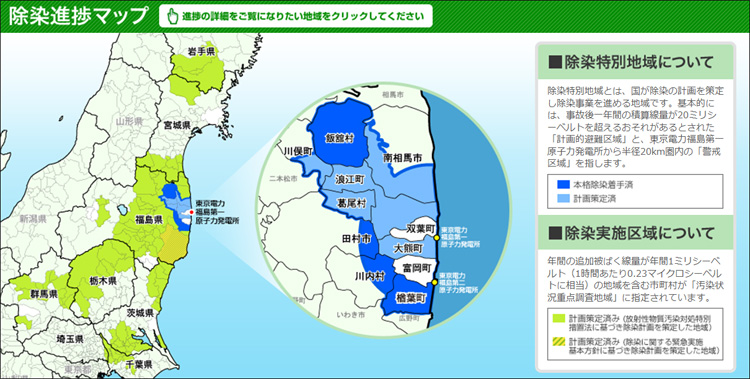 除染進捗マップ
進捗の詳細をご覧になりたい地域をクリックしてください
岩手県
山形県
宮城県
新潟県
福島県
東京電力
福島第一
原子力発電所
栃木県
群馬県
茨城県
埼玉県
東京都
千葉県
相馬市
飯舘村
川俣町
南相馬市
二本松市
浪江町
葛尾村
双葉町
田村市
大熊町
東京電力
福島第一
原子力発電所
富岡町
川内村
東京電力
福島第二
原子力発電所
楢葉町
いわき市
広野町
■除染特別地域について
除染特別地域とは、国が除染の計画を策定
し除染事業を進める地域です。基本的に
は、事故後一年間の積算線量が20ミリシ
ーベルトを超えるおそれがあるとされた
「計画的避難区域」と、東京電力福島第一
原子力発電所から半径20km圏内の「警戒
区域」を指します。
本格除染着手済
計画策定済
■除染実施区域について
年間の追加被ばく線量が年間1ミリシーベ
ルト(1時間あたり0.23マイクロシーベル
トに相当)の地域を含む市町村が「汚染状
況重点調査地域」に指定されています。
計画策定済み(放射性物質汚染対処特別
措置法に基づき除染計画を策定した地域)
計画策定済み(除染に関する緊急実施
基本方針に基づき除染計画を策定した地域)